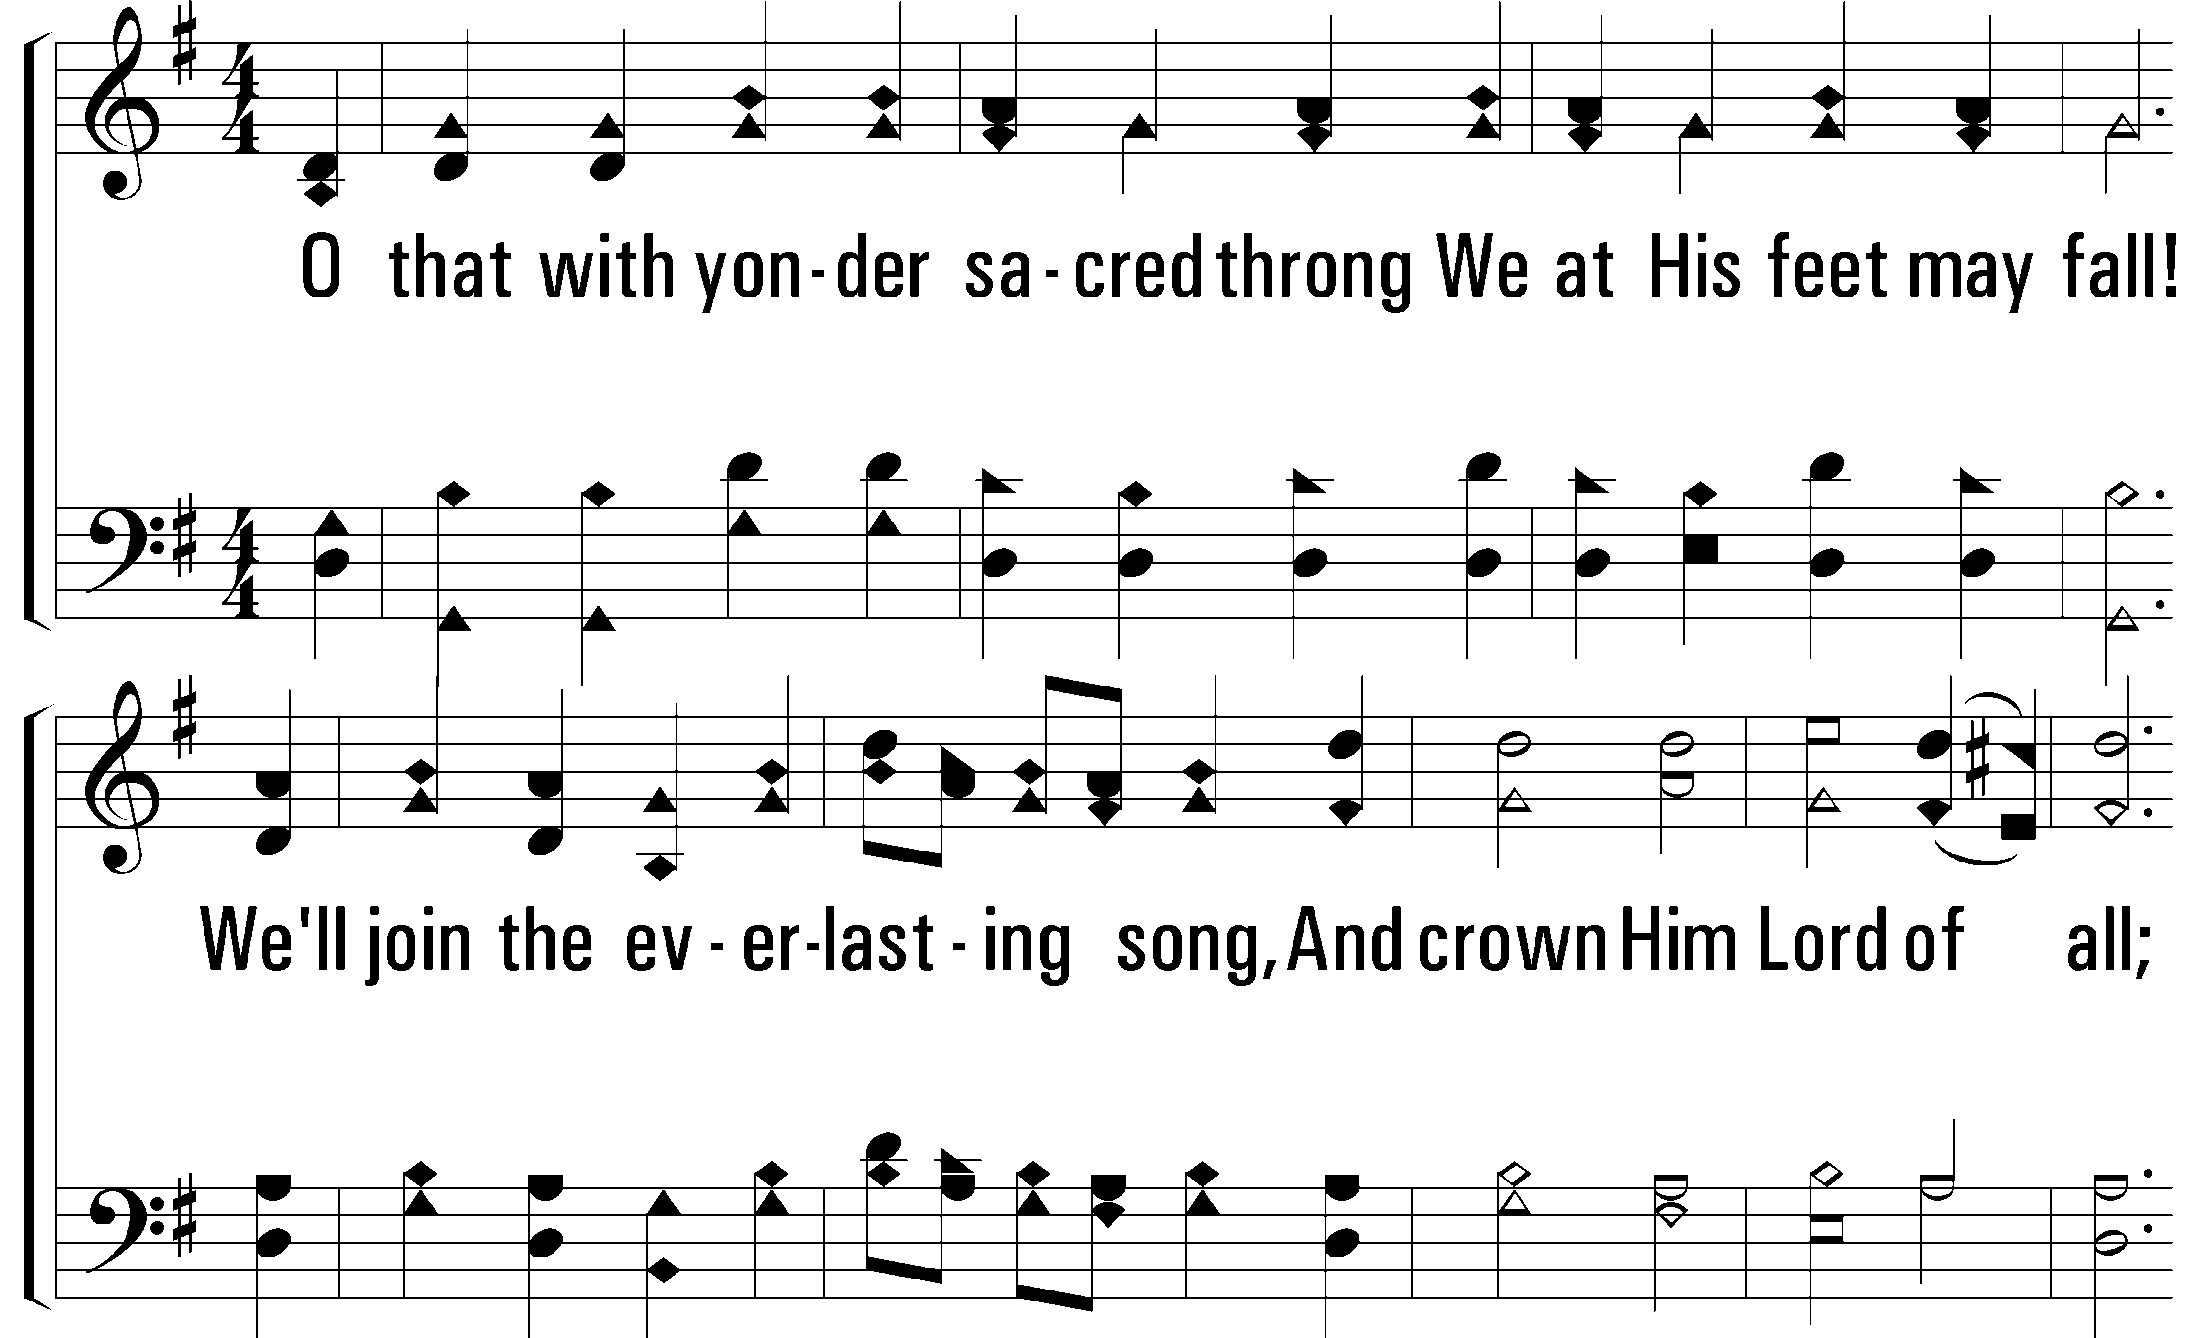 O that with yon-der sa-cred throng We at His feet may fall!
We'll join the ev-er-last-ing song, And crown Him Lord of all;